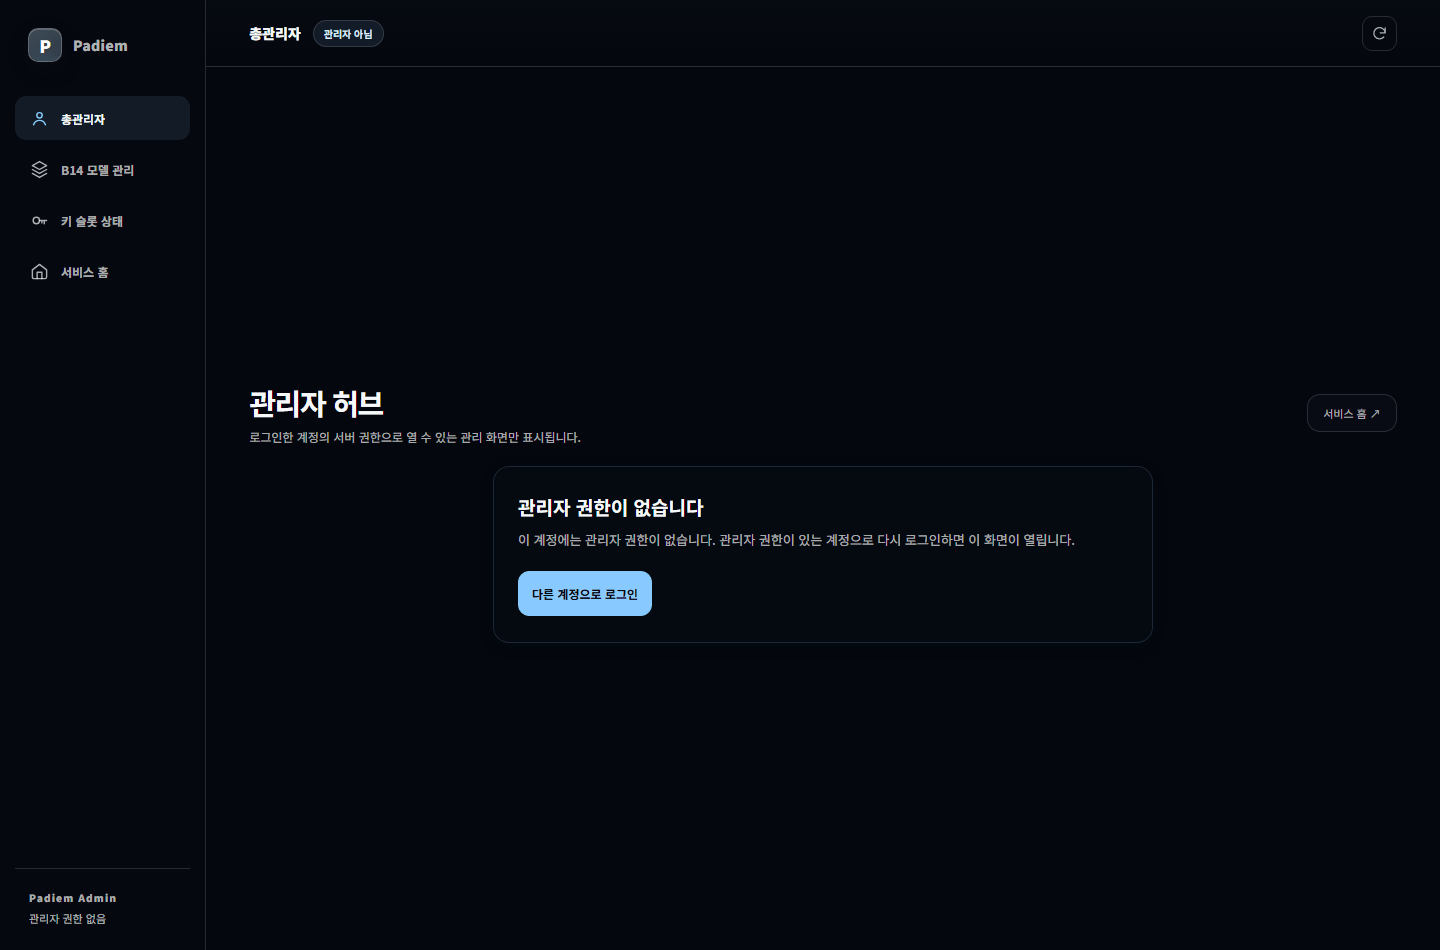 P
Padiem
총관리자
B14 모델 관리
키 슬롯 상태
서비스 홈
Padiem Admin
관리자 권한 없음
총관리자
관리자 아님
관리자 허브
로그인한 계정의 서버 권한으로 열 수 있는 관리 화면만 표시됩니다.
서비스 홈 ↗
관리자 권한이 없습니다
이 계정에는 관리자 권한이 없습니다. 관리자 권한이 있는 계정으로 다시 로그인하면 이 화면이 열립니다.
다른 계정으로 로그인